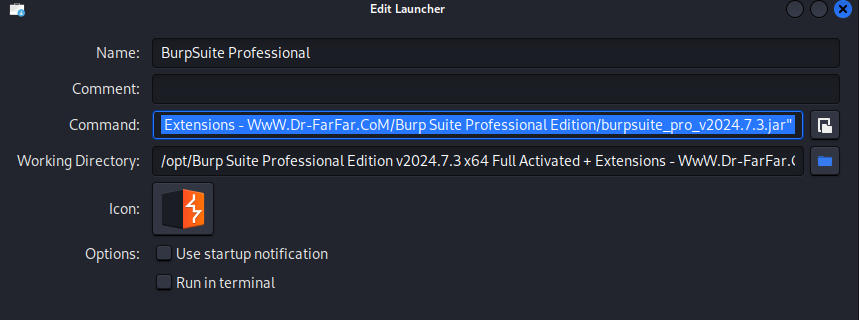 Edit Launcher
Name: BurpSuite Professional
Comment:
Command: Extensions - WwW.Dr-FarFar.CoM/Burp Suite Professional Edition/burpsuite_pro_v2024.7.3.jar"
Working Directory: /opt/Burp Suite Professional Edition v2024.7.3 x64 Full Activated + Extensions - WwW.Dr-FarFar.C
Icon:
Options: Use startup notification
Run in terminal